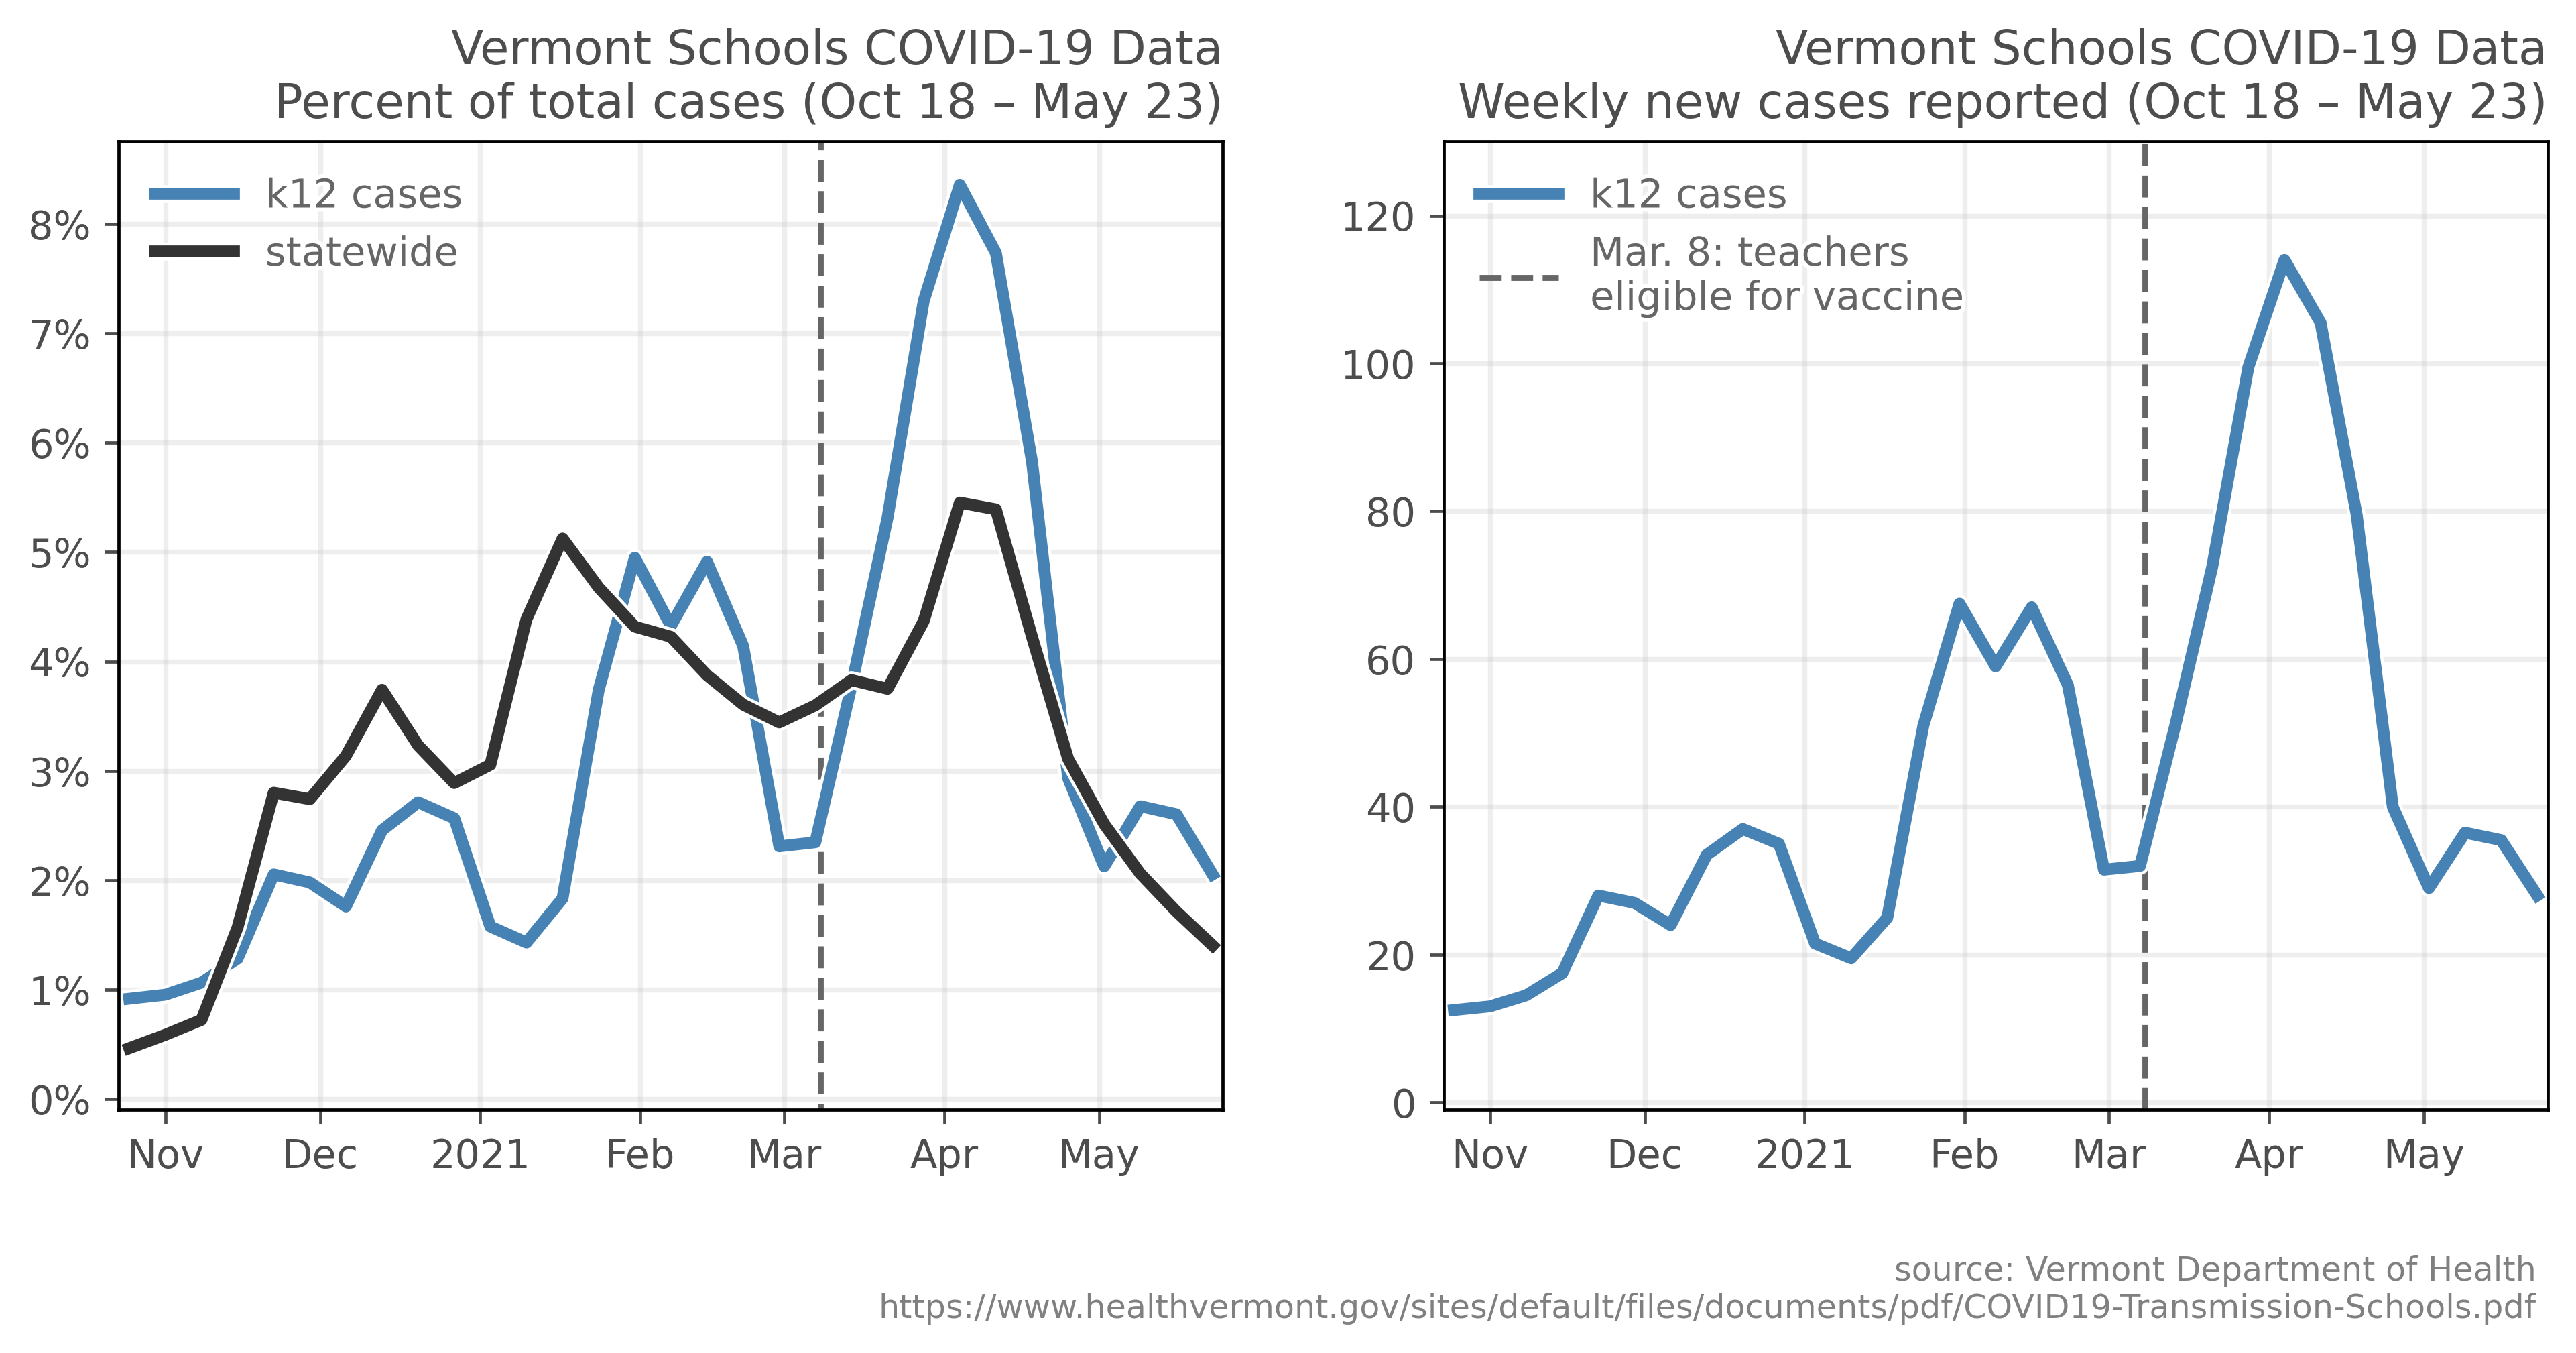 Vermont Schools COVID-19 Data
Percent of total cases (Oct 18 – May 23)
k12 cases
statewide
8%
7%
6%
5%
4%
3%
2%
1%
0%
Nov Dec 2021 Feb Mar Apr May
Vermont Schools COVID-19 Data
Weekly new cases reported (Oct 18 – May 23)
k12 cases
Mar. 8: teachers
eligible for vaccine
120
100
80
60
40
20
0
Nov Dec 2021 Feb Mar Apr May
source: Vermont Department of Health
https://www.healthvermont.gov/sites/default/files/documents/pdf/COVID19-Transmission-Schools.pdf